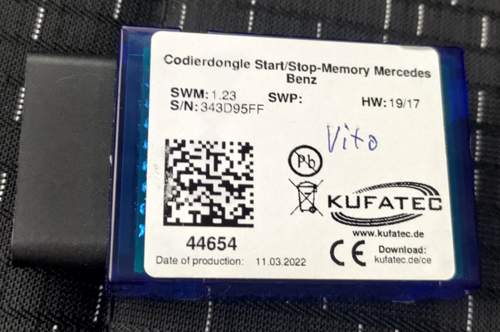 Codierdongle Start/Stop-Memory Mercedes
Benz
SWM: 1.23 SWP: HW: 19/17
S/N: 343D95FF
Vito
Pb
KUFATEC
www.kufatec.de
44654
CE Download:
kufatec.de/ce
Date of production: 11.03.2022